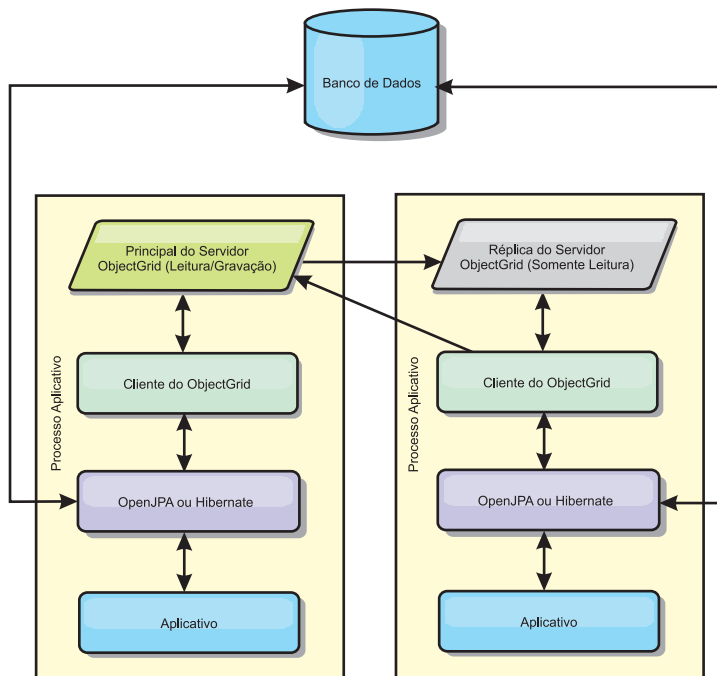 Banco de Dados
Principal do Servidor
ObjectGrid (Leitura/Gravação)
Cliente do ObjectGrid
Processo Aplicativo
OpenJPA ou Hibernate
Aplicativo
Réplica do Servidor
ObjectGrid (Somente Leitura)
Cliente do ObjectGrid
Processo Aplicativo
OpenJPA ou Hibernate
Aplicativo